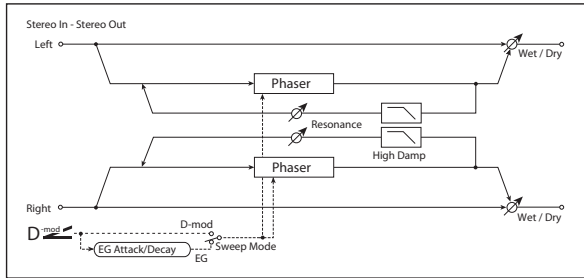 Stereo In - Stereo Out
Left
Wet / Dry
Phaser
Resonance
High Damp
Phaser
Right
Wet / Dry
D-mod
D-mod
EG Attack/Decay
Sweep Mode
EG